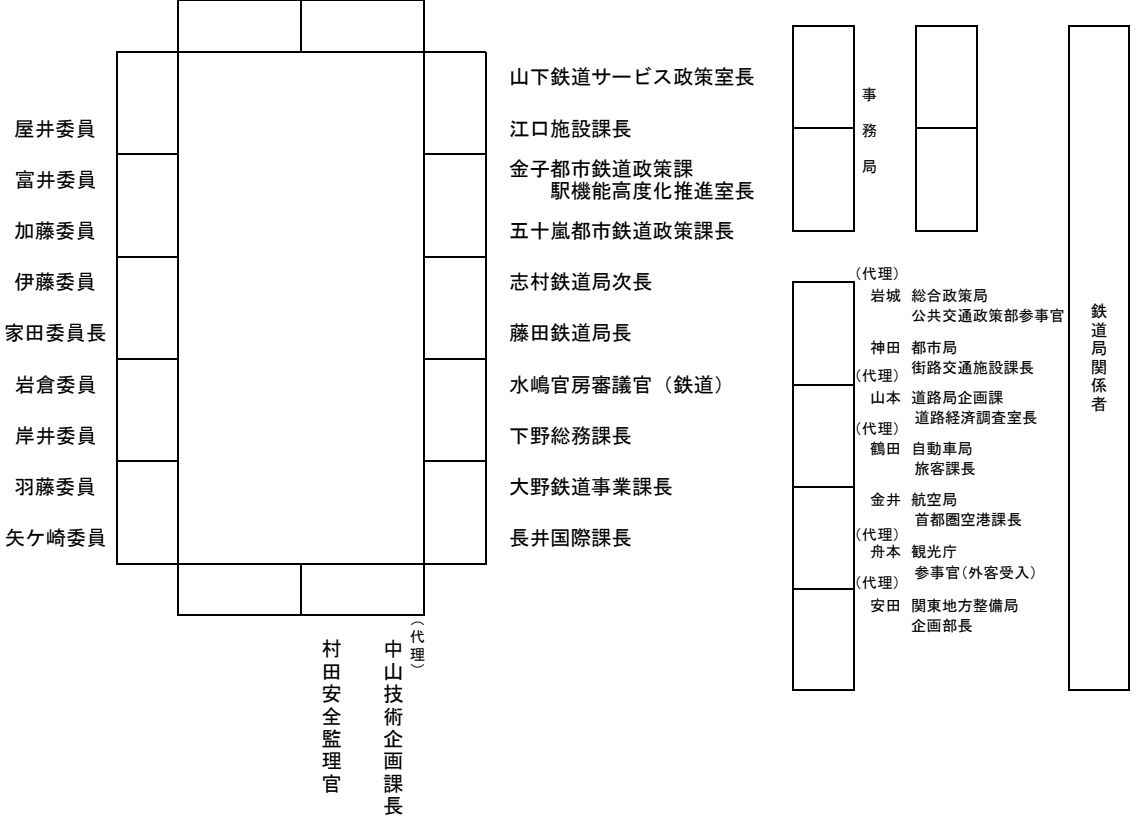 屋井委員
富井委員
加藤委員
伊藤委員
家田委員長
岩倉委員
岸井委員
羽藤委員
矢ケ崎委員
山下鉄道サービス政策室長
江口施設課長
金子都市鉄道政策課
駅機能高度化推進室長
五十嵐都市鉄道政策課長
志村鉄道局次長
藤田鉄道局長
水嶋官房審議官（鉄道）
下野総務課長
大野鉄道事業課長
長井国際課長
（代理）
中山技術企画課長
村田安全監理官
事務局
（代理）
岩城 総合政策局
公共交通政策部参事官
神田 都市局
街路交通施設課長
（代理）
山本 道路局企画課
道路経済調査室長
（代理）
鶴田 自動車局
旅客課長
金井 航空局
首都圏空港課長
（代理）
舟本 観光庁
参事官（外客受入）
（代理）
安田 関東地方整備局
企画部長
鉄道局関係者